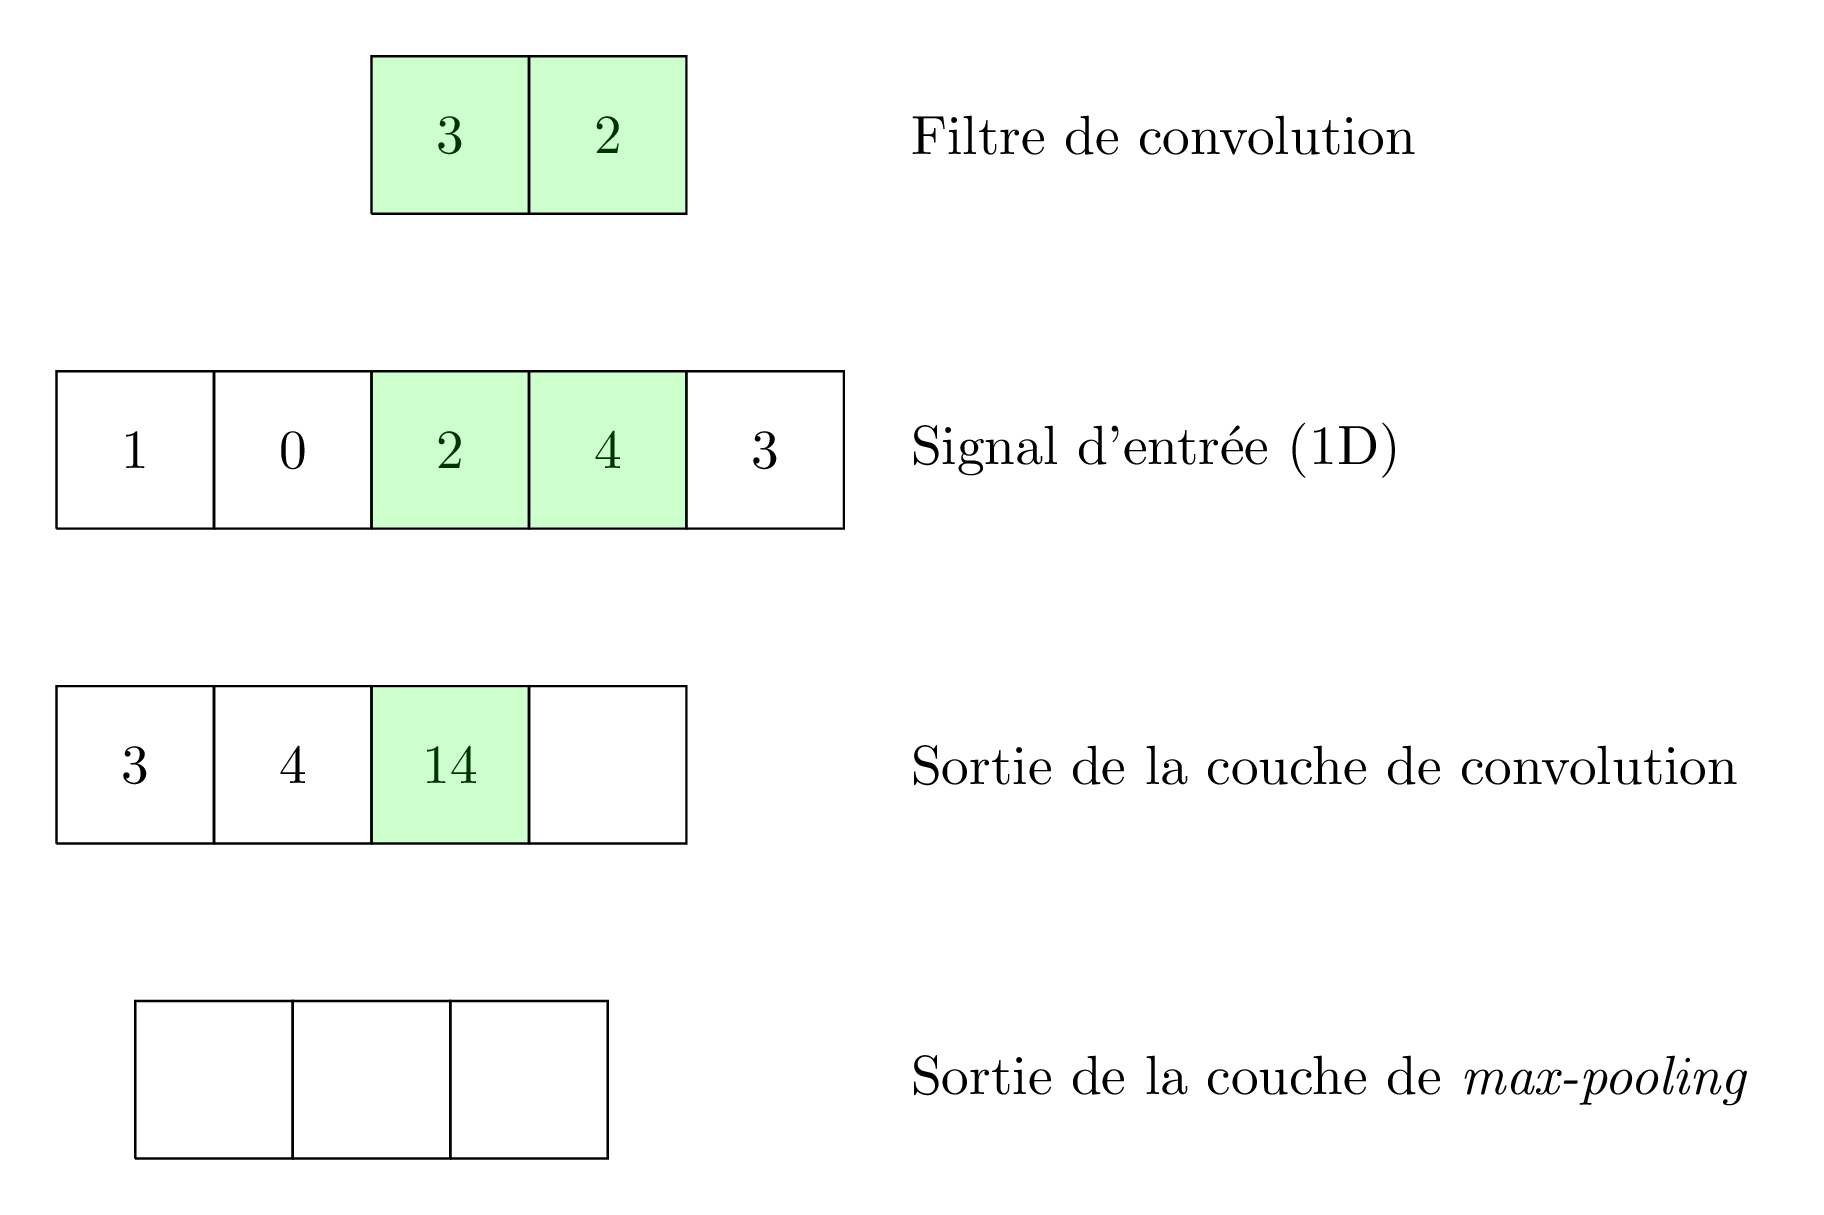 3 2 Filtre de convolution
1 0 2 4 3 Signal d'entrée (1D)
3 4 14 Sortie de la couche de convolution
Sortie de la couche de max-pooling